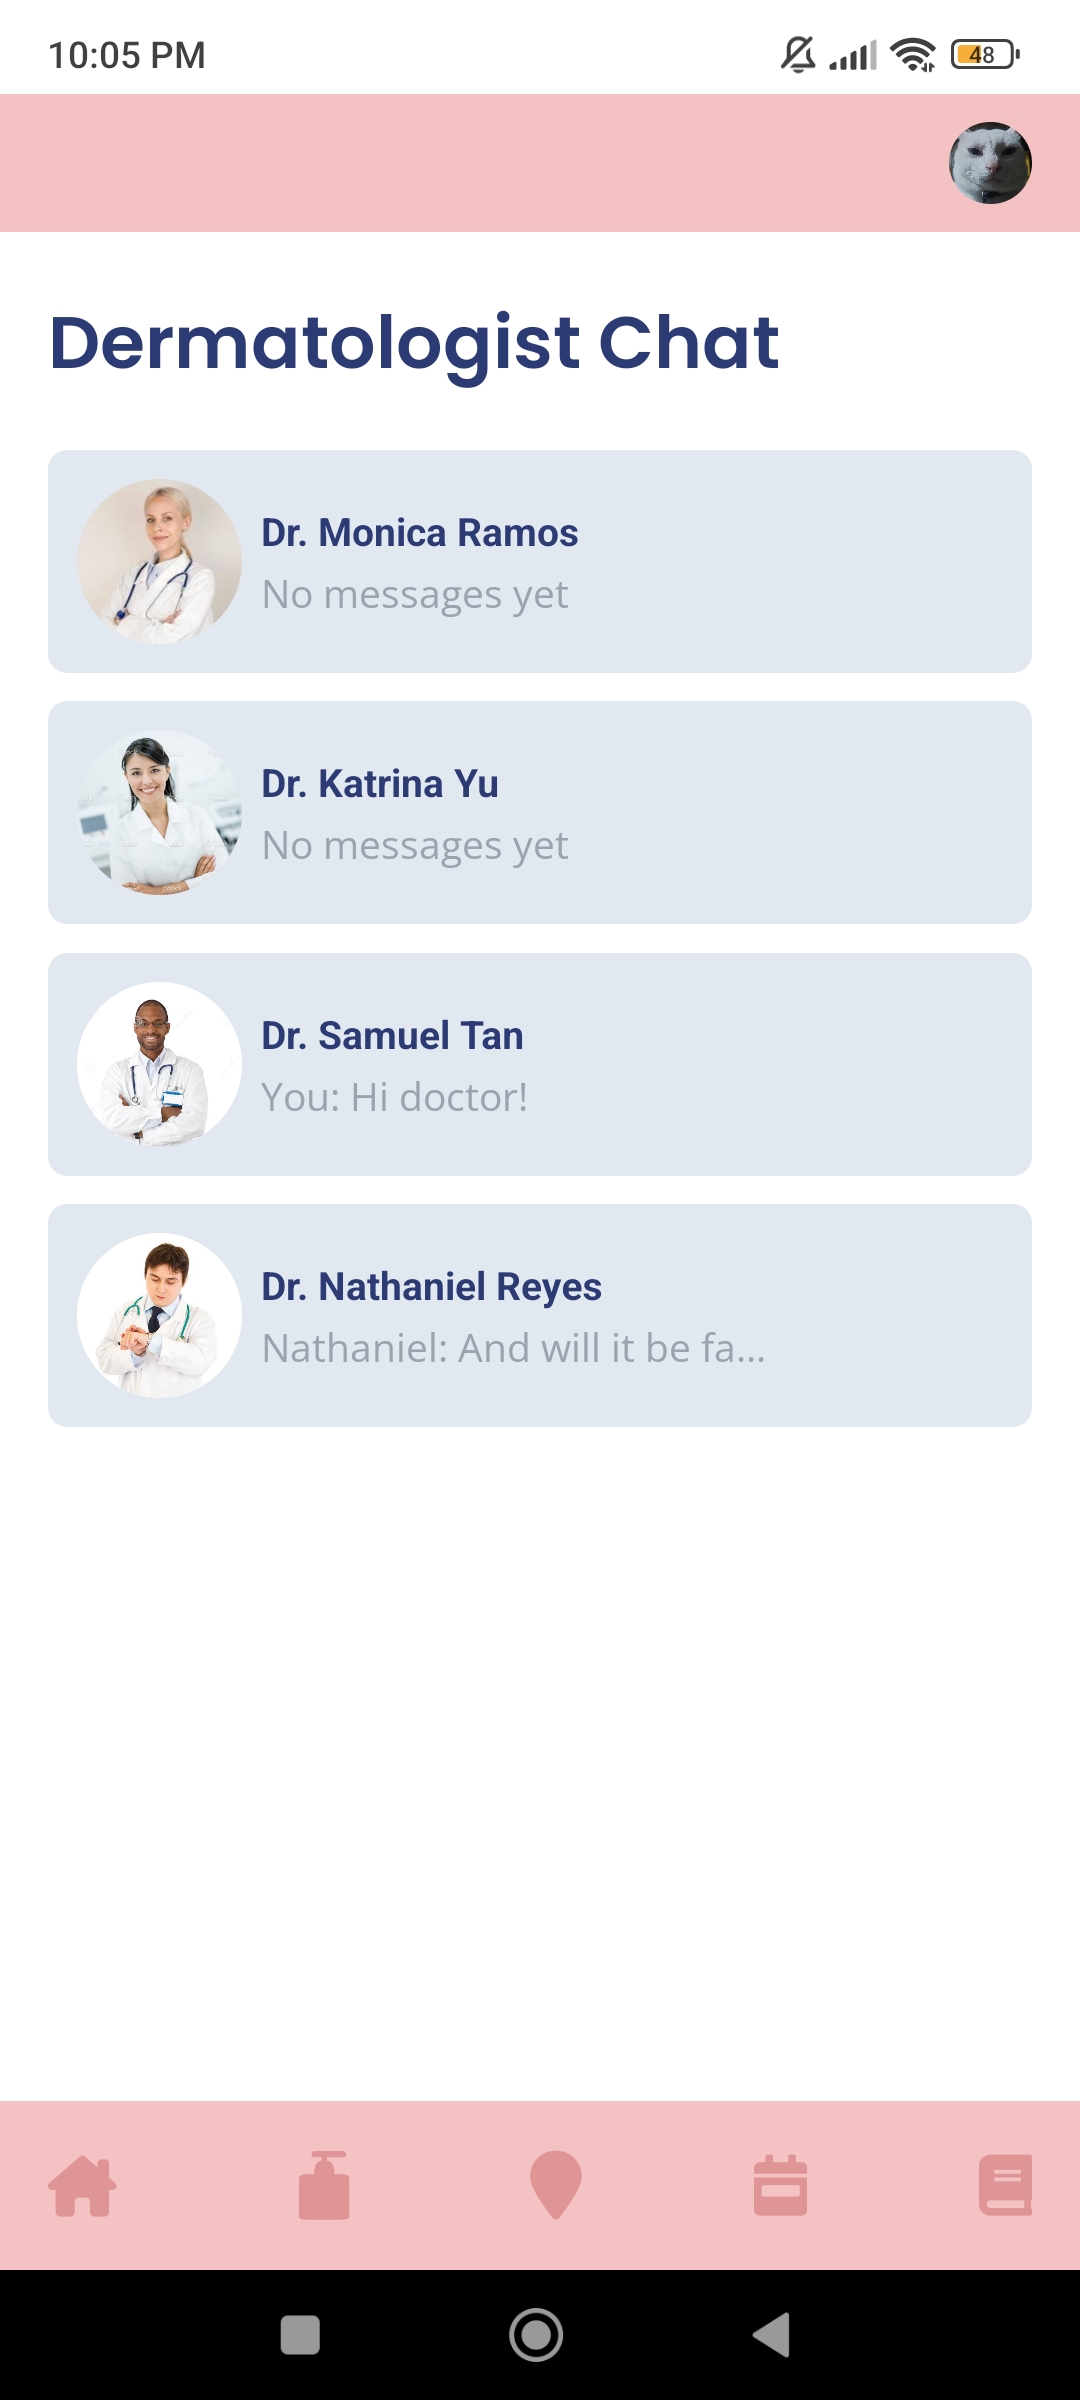 10:05 PM
48
Dermatologist Chat
Dr. Monica Ramos
No messages yet
Dr. Katrina Yu
No messages yet
iStock
Dr. Samuel Tan
You: Hi doctor!
Dr. Nathaniel Reyes
Nathaniel: And will it be fa...